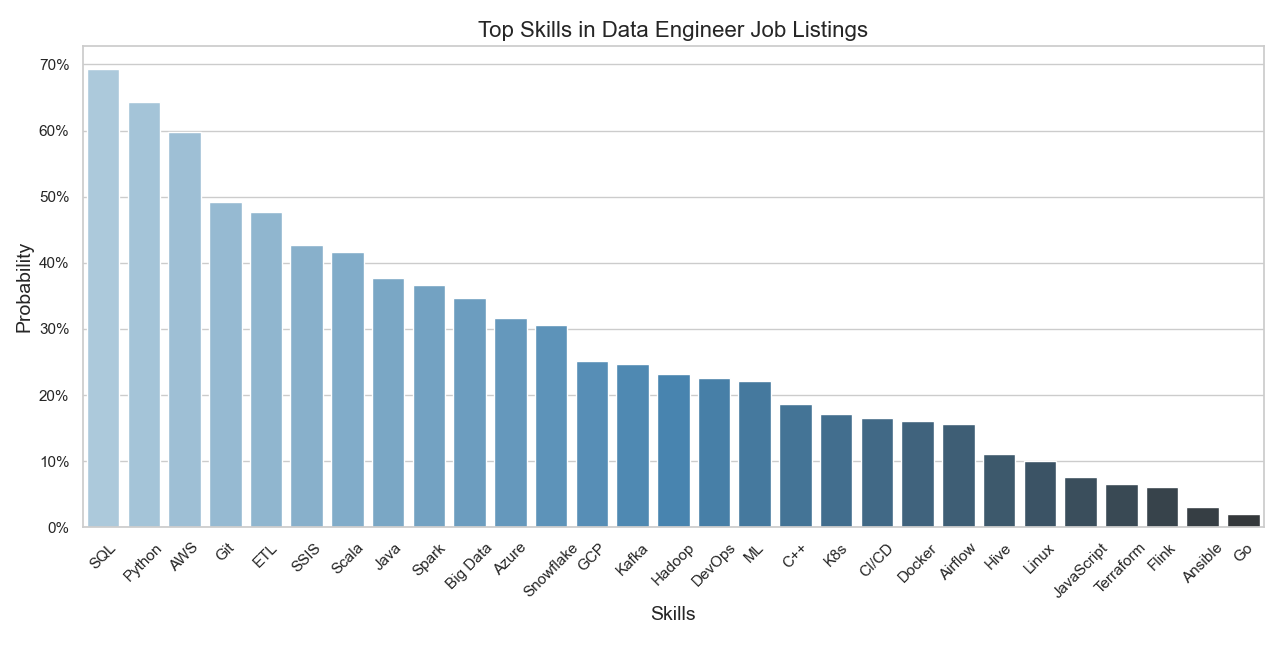 Top Skills in Data Engineer Job Listings
Probability
70%
60%
50%
40%
30%
20%
10%
0%
SQL
Python
AWS
Git
ETL
SSIS
Scala
Java
Spark
Big Data
Azure
Snowflake
GCP
Kafka
Hadoop
DevOps
ML
C++
K8s
CI/CD
Docker
Airflow
Hive
Linux
JavaScript
Terraform
Flink
Ansible
Go
Skills